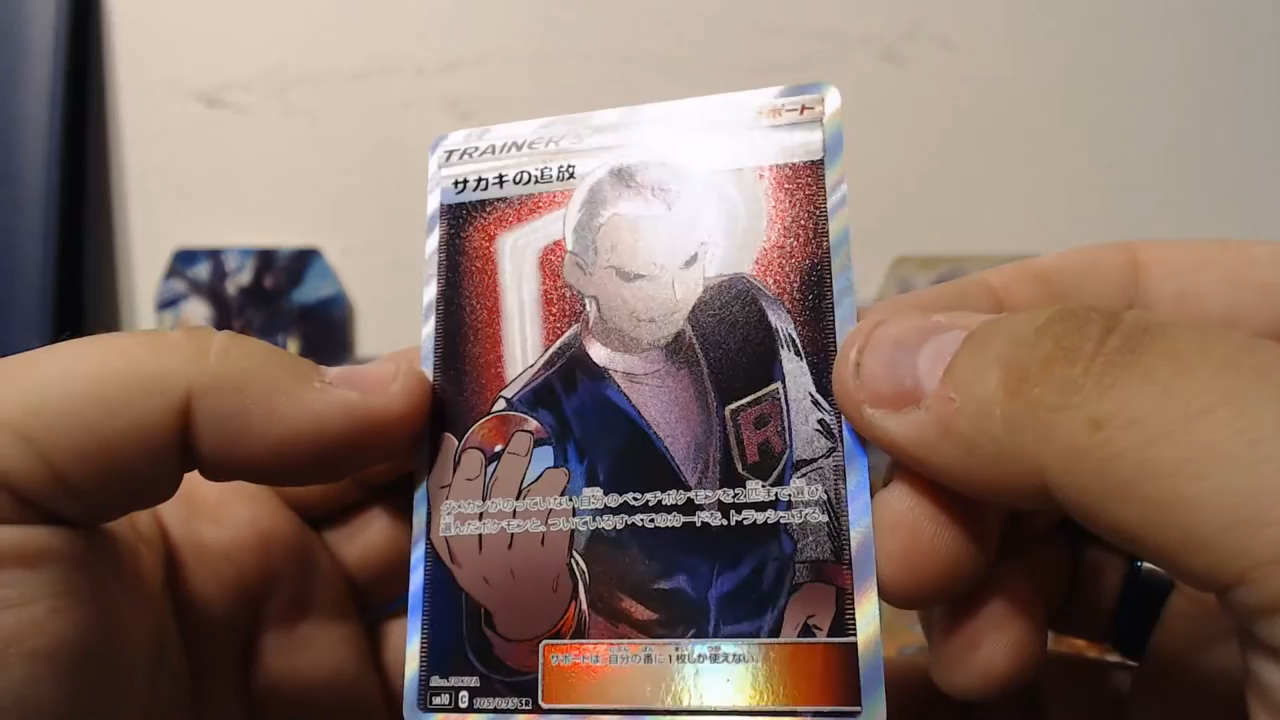 TRAINER'S
サポート
サカキの追放
R
ダメカンがのっていない自分のベンチポケモンを2匹まで選び、
選んだポケモンと、ついているすべてのカードを、トラッシュする。
サポートは、自分の番に1枚しか使えない。
illus.TOKIYA
sm10 C 105/095 SR